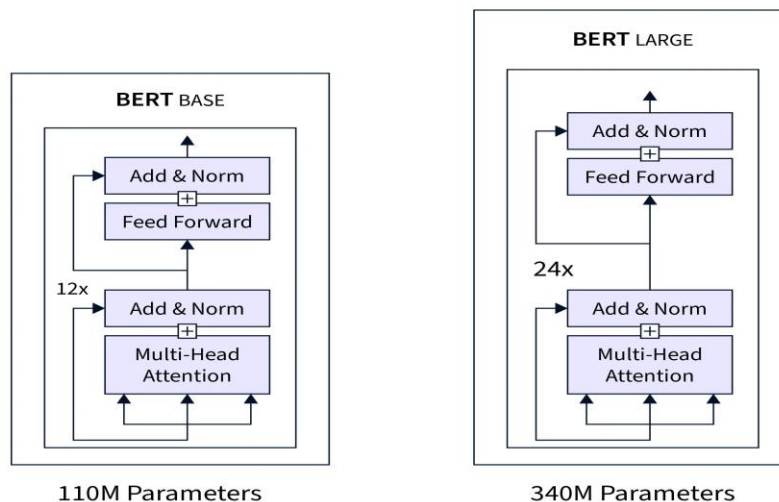 BERT BASE
Add & Norm
+
Feed Forward
12x
Add & Norm
+
Multi-Head
Attention
110M Parameters
BERT LARGE
Add & Norm
+
Feed Forward
24x
Add & Norm
+
Multi-Head
Attention
340M Parameters